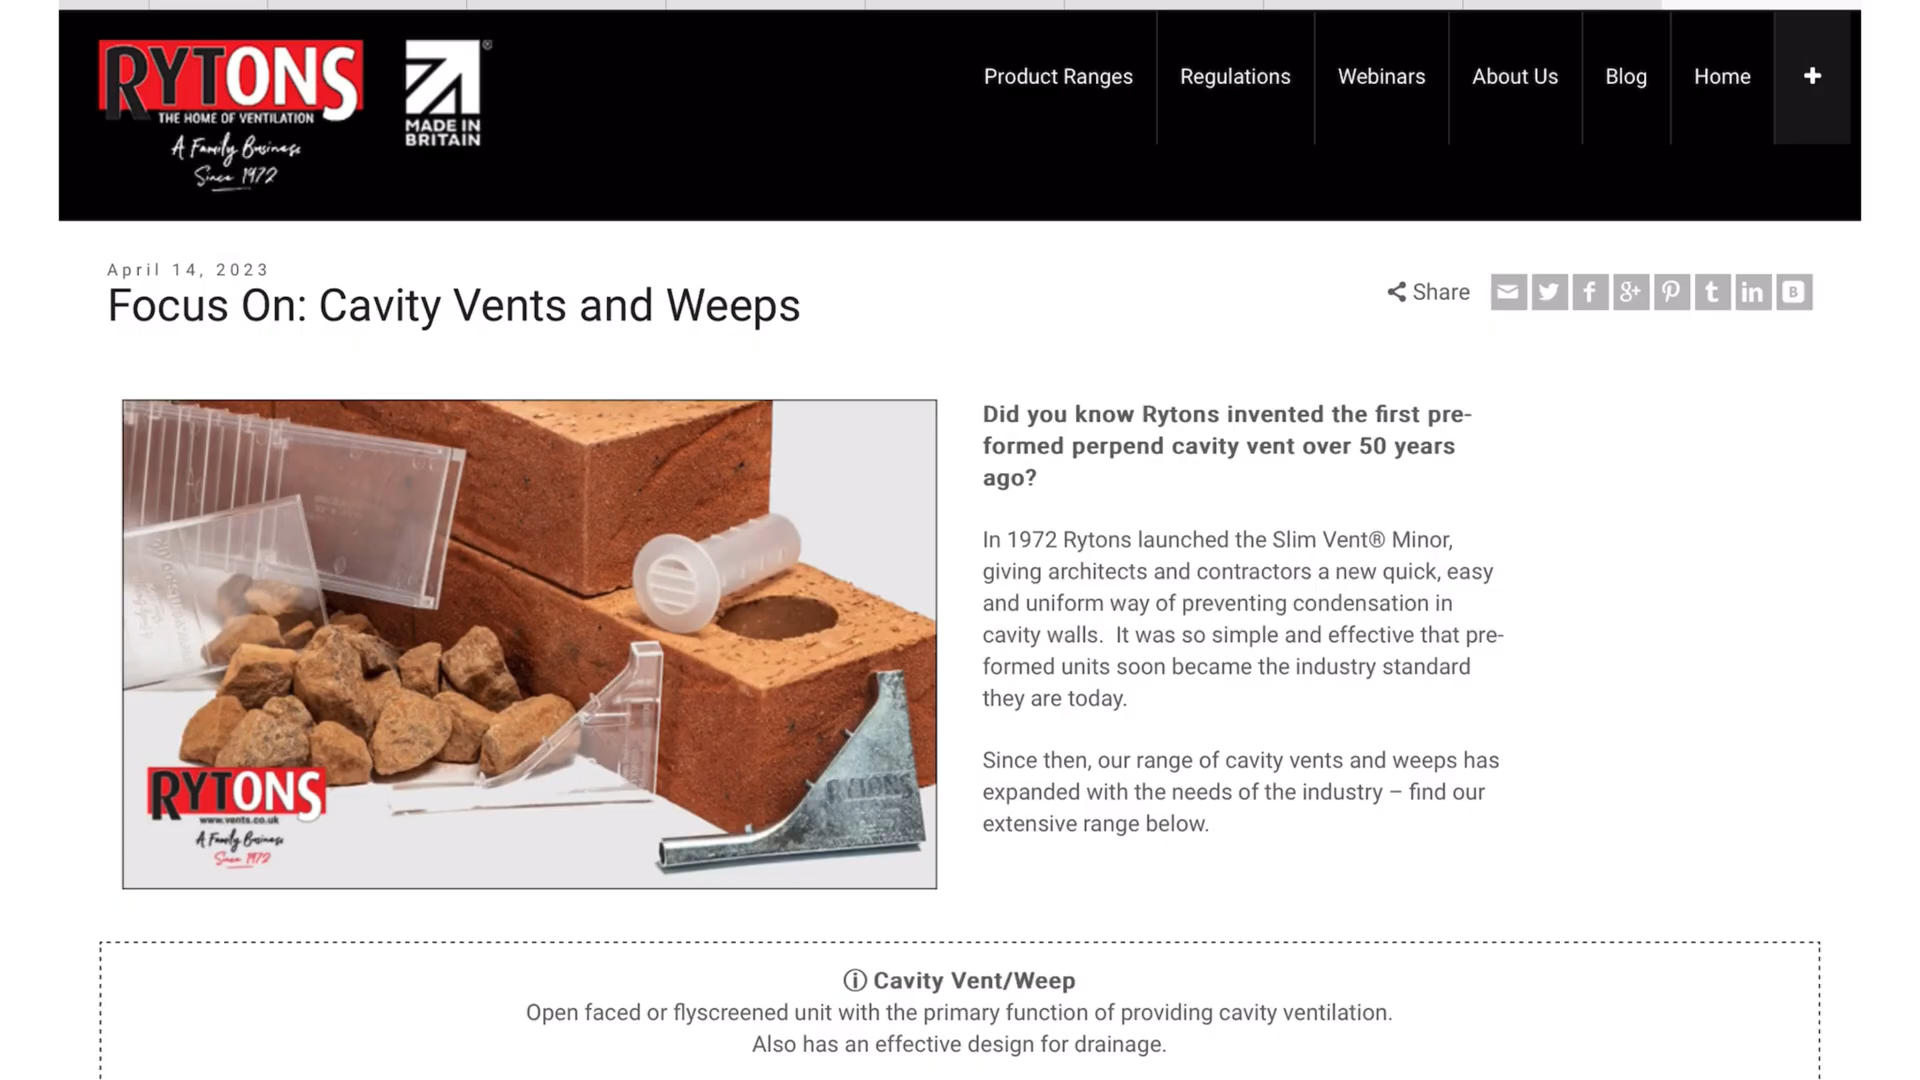 RYTONS
THE HOME OF VENTILATION
A Family Business
Since 1972
MADE IN
BRITAIN
®
Product Ranges
Regulations
Webinars
About Us
Blog
Home
April 14, 2023
Focus On: Cavity Vents and Weeps
Share
Did you know Rytons invented the first pre-
formed perpend cavity vent over 50 years
ago?
In 1972 Rytons launched the Slim Vent® Minor,
giving architects and contractors a new quick, easy
and uniform way of preventing condensation in
cavity walls.  It was so simple and effective that pre-
formed units soon became the industry standard
they are today.
Since then, our range of cavity vents and weeps has
expanded with the needs of the industry – find our
extensive range below.
RYTONS
RYTONS
www.vents.co.uk
A Family Business
Since 1972
Cavity Vent/Weep
Open faced or flyscreened unit with the primary function of providing cavity ventilation.
Also has an effective design for drainage.